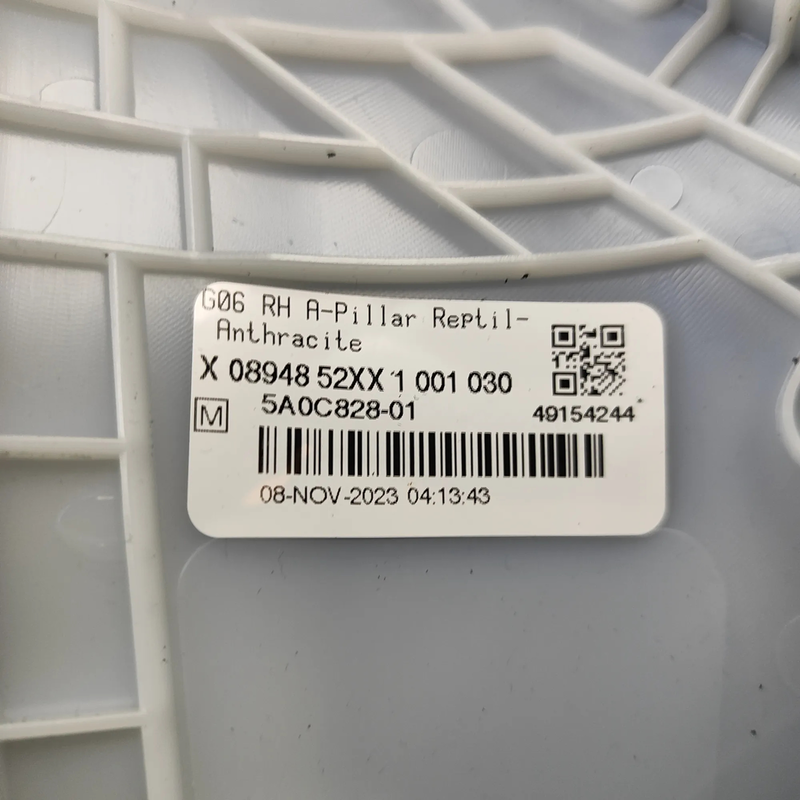 G06 RH A-Pillar Reptil-
Anthracite
X 08948 52XX 1 001 030
M 5A0C828-01 49154244
08-NOV-2023 04:13:43